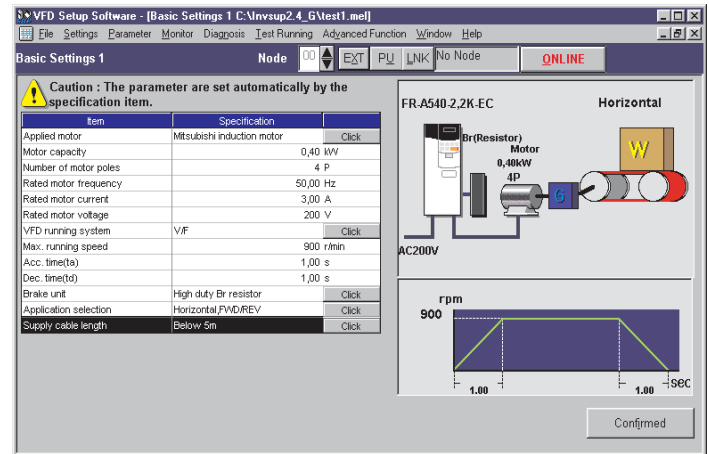 VFD Setup Software - [Basic Settings 1 C:\Invsup2.4_G\test1.mel]
File Settings Parameter Monitor Diagnosis Test Running Advanced Function Window Help
Basic Settings 1 Node 00 EXT PU LNK No Node ONLINE
Caution : The parameter are set automatically by the
specification item.
Item Specification
Applied motor Mitsubishi induction motor Click
Motor capacity 0,40 kW
Number of motor poles 4 P
Rated motor frequency 50,00 Hz
Rated motor current 3,00 A
Rated motor voltage 200 V
VFD running system V/F Click
Max. running speed 900 r/min
Acc. time(ta) 1,00 s
Dec. time(td) 1,00 s
Brake unit High duty Br resistor Click
Application selection Horizontal,FWD/REV Click
Supply cable length Below 5m Click
FR-A540-2,2K-EC Horizontal
Br(Resistor)
Motor
0,40kW
4P
G
W
AC200V
rpm
900
1.00 1.00 sec
Confirmed